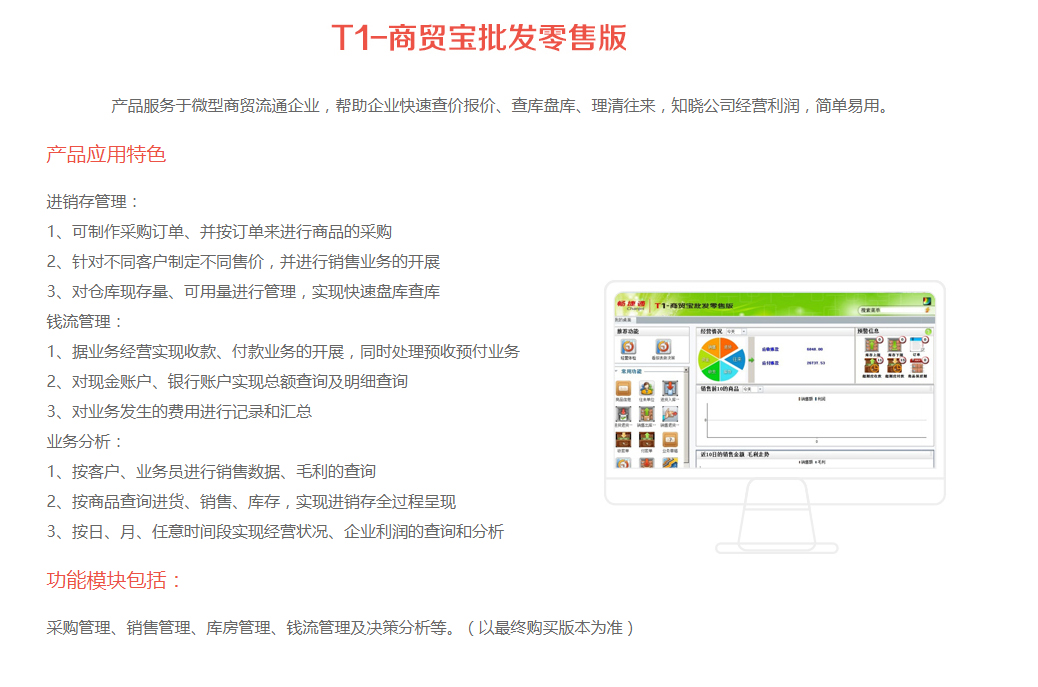 T1-商贸宝批发零售版
产品服务于微型商贸流通企业，帮助企业快速查价报价、查库盘库、理清往来，知晓公司经营利润，简单易用。
产品应用特色
进销存管理：
1、可制作采购订单、并按订单来进行商品的采购
2、针对不同客户制定不同售价，并进行销售业务的开展
3、对仓库现存量、可用量进行管理，实现快速盘库查库
钱流管理：
1、据业务经营实现收款、付款业务的开展，同时处理预收预付业务
2、对现金账户、银行账户实现总额查询及明细查询
3、对业务发生的费用进行记录和汇总
业务分析：
1、按客户、业务员进行销售数据、毛利的查询
2、按商品查询进货、销售、库存，实现进销存全过程呈现
3、按日、月、任意时间段实现经营状况、企业利润的查询和分析
功能模块包括：
采购管理、销售管理、库房管理、钱流管理及决策分析等。（以最终购买版本为准）
畅捷通
T1-商贸宝批发零售版
搜索菜单
推荐功能
经营情况
预警信息
常用功能
销售前10的商品
近10日的销售金额 毛利走势